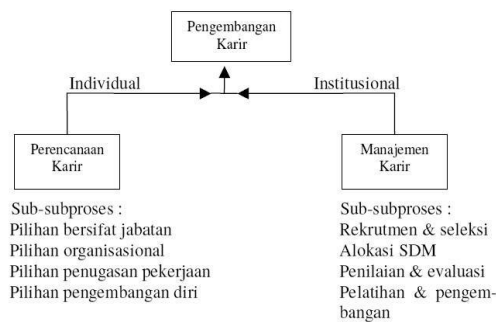 Pengembangan
Karir
Individual
Institusional
Perencanaan
Karir
Manajemen
Karir
Sub-subproses :
Pilihan bersifat jabatan
Pilihan organisasional
Pilihan penugasan pekerjaan
Pilihan pengembangan diri
Sub-subproses :
Rekrutmen & seleksi
Alokasi SDM
Penilaian & evaluasi
Pelatihan & pengem-
bangan